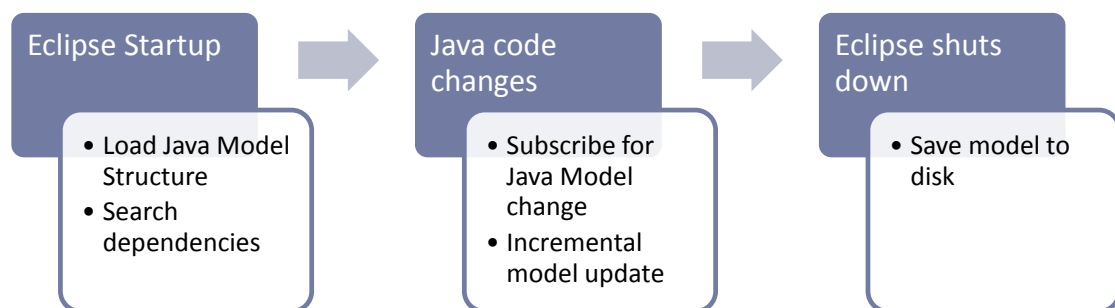 Eclipse Startup
• Load Java Model
Structure
• Search
dependencies
Java code
changes
• Subscribe for
Java Model
change
• Incremental
model update
Eclipse shuts
down
• Save model to
disk